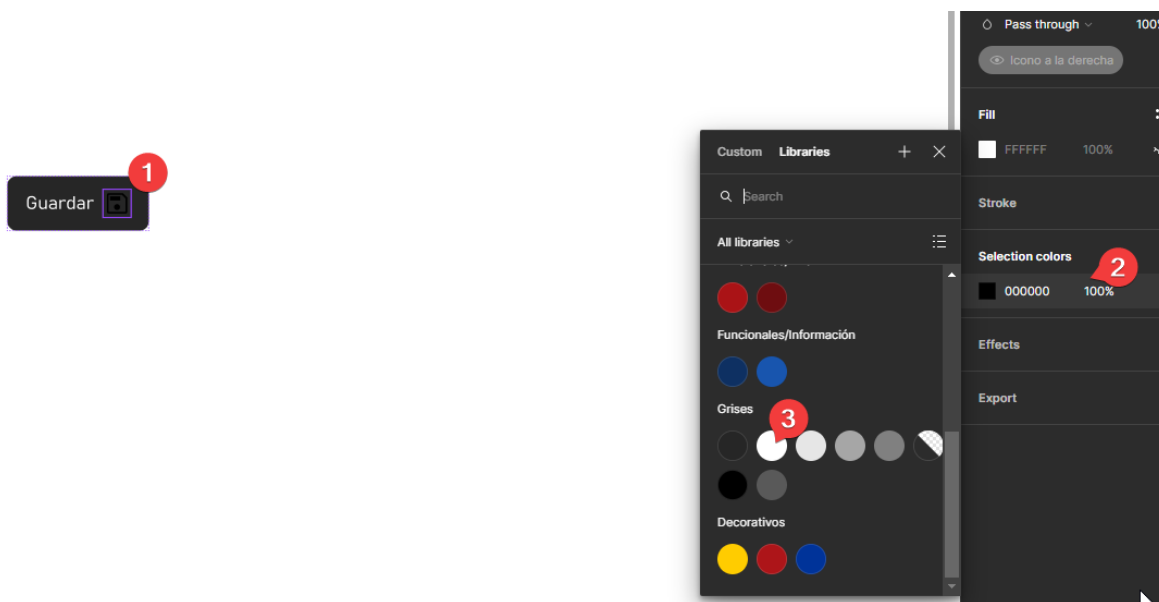 Pass through 100%
Icono a la derecha
Fill
FFFFFF 100%
Stroke
Selection colors
2
000000 100%
Effects
Export
1
Guardar
Custom Libraries
Search
All libraries
Funcionales/Información
Grises
3
Decorativos